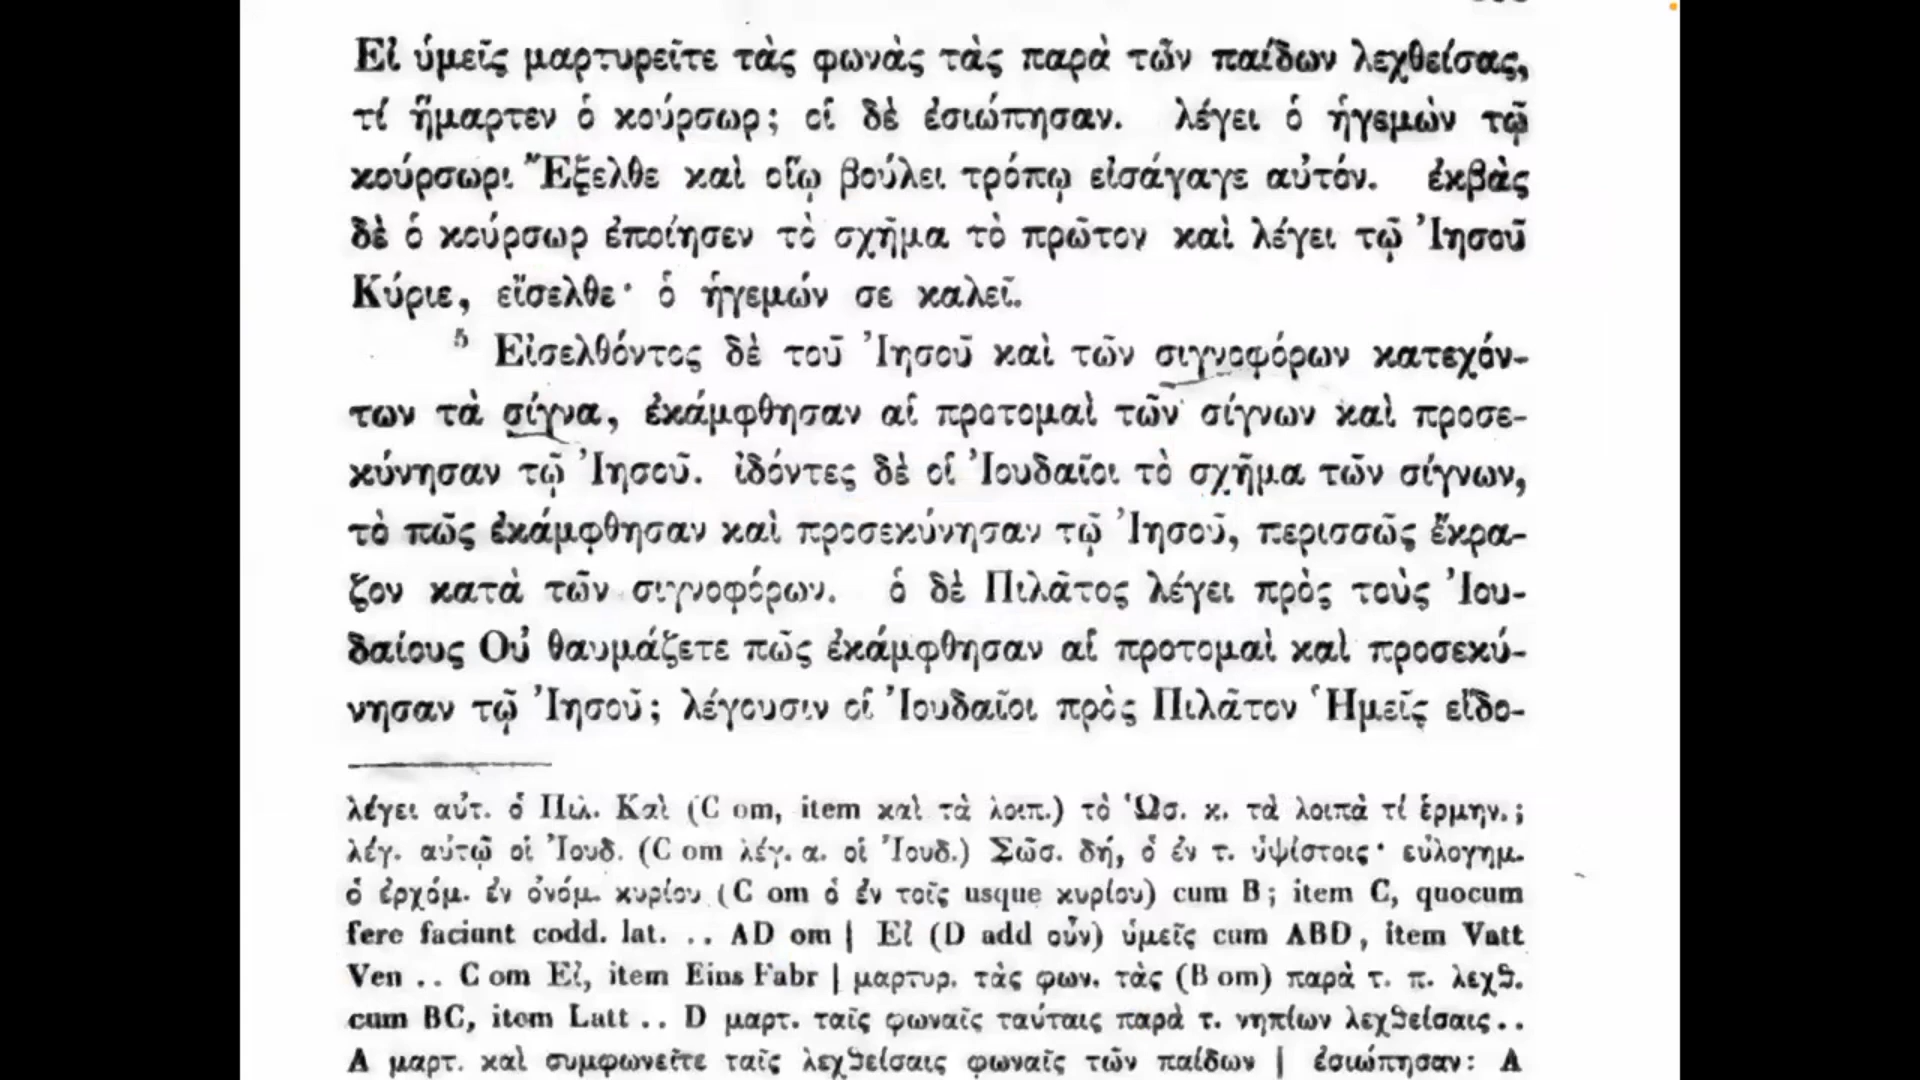 Εἰ ὑμεῖς μαρτυρεῖτε τὰς φωνὰς τὰς παρὰ τῶν παίδων λεχθείσας,
τί ἥμαρτεν ὁ κούρσωρ; οἱ δὲ ἐσιώπησαν. λέγει ὁ ἡγεμὼν τῷ
κούρσωρι Ἔξελθε καὶ οἵῳ βούλει τρόπῳ εἰσάγαγε αὐτόν. ἐκβὰς
δὲ ὁ κούρσωρ ἐποίησεν τὸ σχῆμα τὸ πρῶτον καὶ λέγει τῷ Ἰησοῦ
Κύριε, εἴσελθε· ὁ ἡγεμών σε καλεῖ.
5 Εἰσελθόντος δὲ τοῦ Ἰησοῦ καὶ τῶν σιγνοφόρων κατεχόν-
των τὰ σίγνα, ἐκάμφθησαν αἱ προτομαὶ τῶν σίγνων καὶ προσε-
κύνησαν τῷ Ἰησοῦ. ἰδόντες δὲ οἱ Ἰουδαῖοι τὸ σχῆμα τῶν σίγνων,
τὸ πῶς ἐκάμφθησαν καὶ προσεκύνησαν τῷ Ἰησοῦ, περισσῶς ἔκρα-
ζον κατὰ τῶν σιγνοφόρων. ὁ δὲ Πιλᾶτος λέγει πρὸς τοὺς Ἰου-
δαίους Οὐ θαυμάζετε πῶς ἐκάμφθησαν αἱ προτομαὶ καὶ προσεκύ-
νησαν τῷ Ἰησοῦ; λέγουσιν οἱ Ἰουδαῖοι πρὸς Πιλᾶτον Ἡμεῖς εἴδο-
λέγει αὐτ. ὁ Πιλ. Καὶ (C om, item καὶ τὰ λοιπ.) τὸ Ὡσ. κ. τὰ λοιπὰ τί ἑρμην.;
λέγ. αὐτῷ οἱ Ἰουδ. (C om λέγ. α. οἱ Ἰουδ.) Σῶσ. δή, ὁ ἐν τ. ὑψίστοις· εὐλογημ.
ὁ ἐρχόμ. ἐν ὀνόμ. κυρίου (C om ὁ ἐν τοῖς usque κυρίου) cum B; item C, quocum
fere faciunt codd. lat. .. AD om | Εἰ (D add οὖν) ὑμεῖς cum ABD, item Vatt
Ven .. C om Εἰ, item Eins Fabr | μαρτυρ. τὰς φων. τὰς (B om) παρὰ τ. π. λεχθ.
cum BC, item Latt .. D μαρτ. ταῖς φωναῖς ταύταις παρὰ τ. νηπίων λεχθείσαις..
A μαρτ. καὶ συμφωνεῖτε ταῖς λεχθείσαις φωναῖς τῶν παίδων | ἐσιώπησαν: A